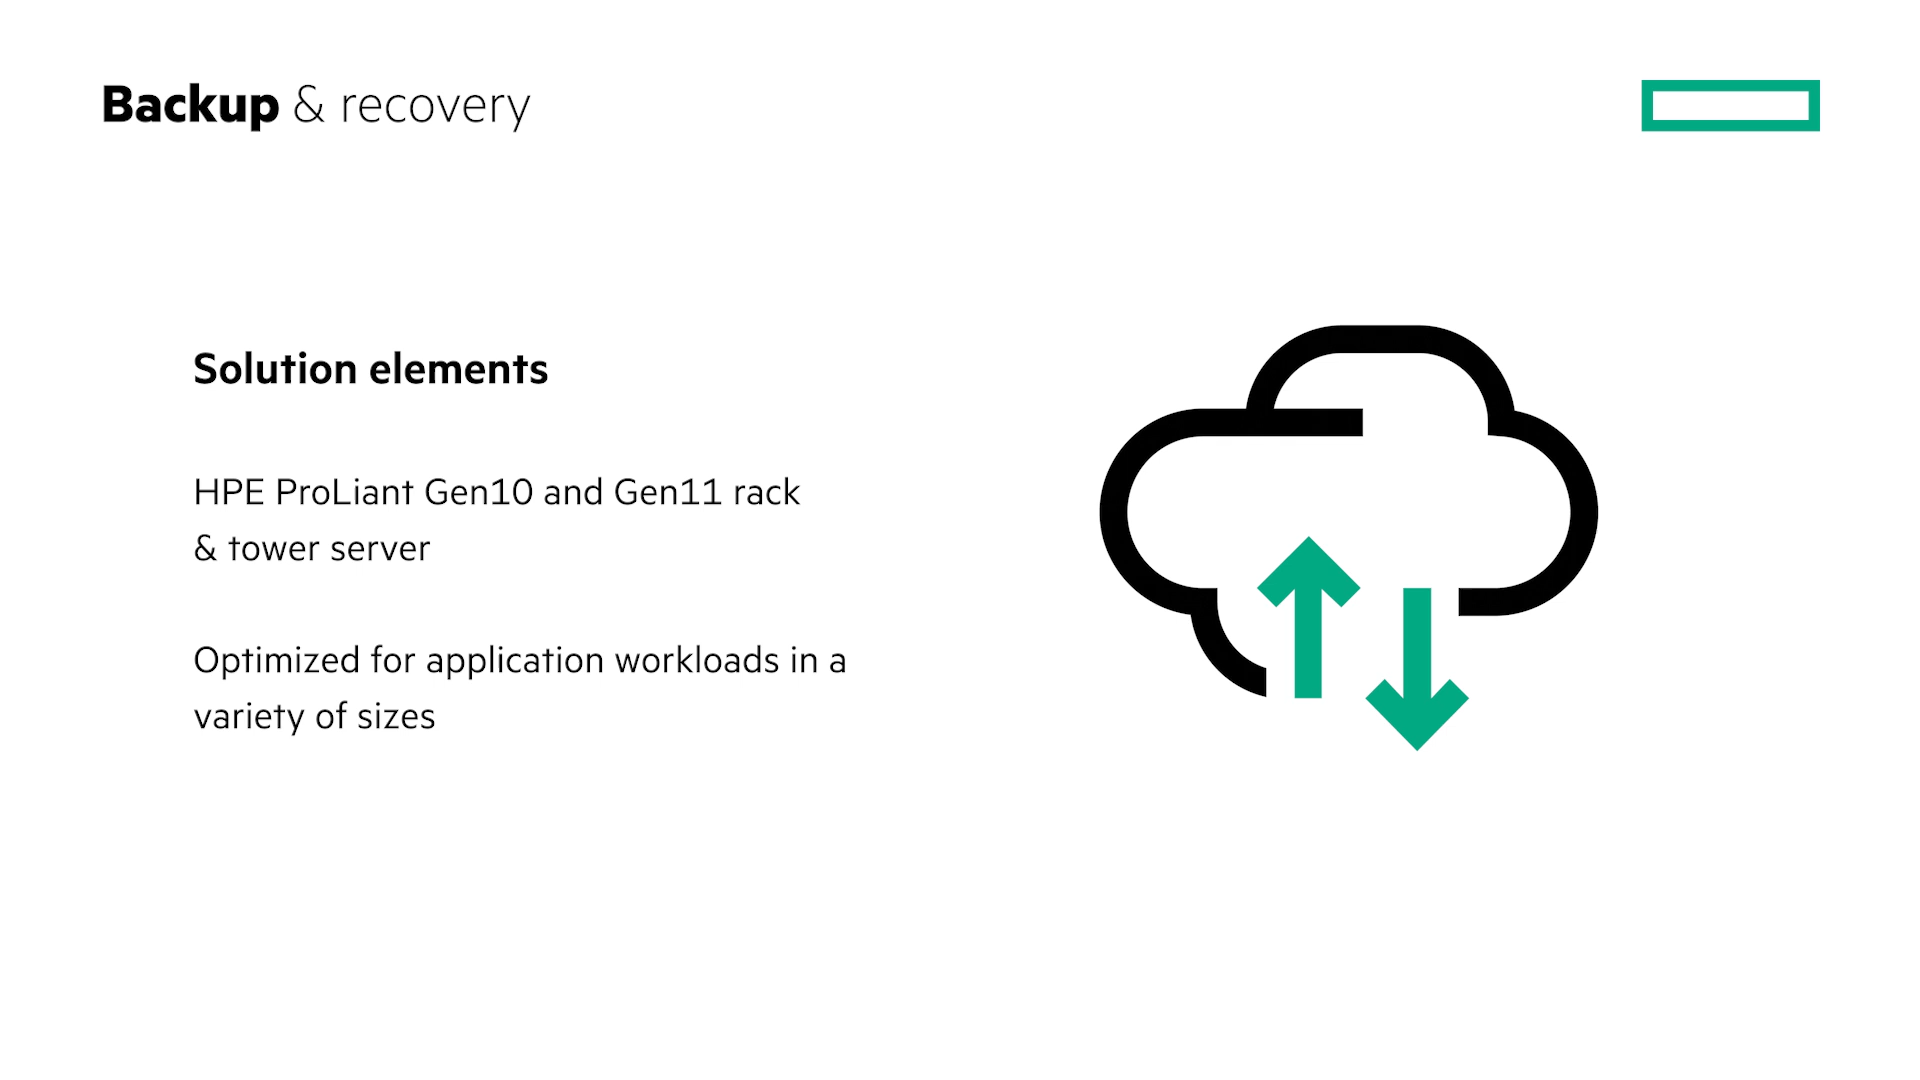 Backup & recovery
Solution elements
HPE ProLiant Gen10 and Gen11 rack
& tower server
Optimized for application workloads in a
variety of sizes